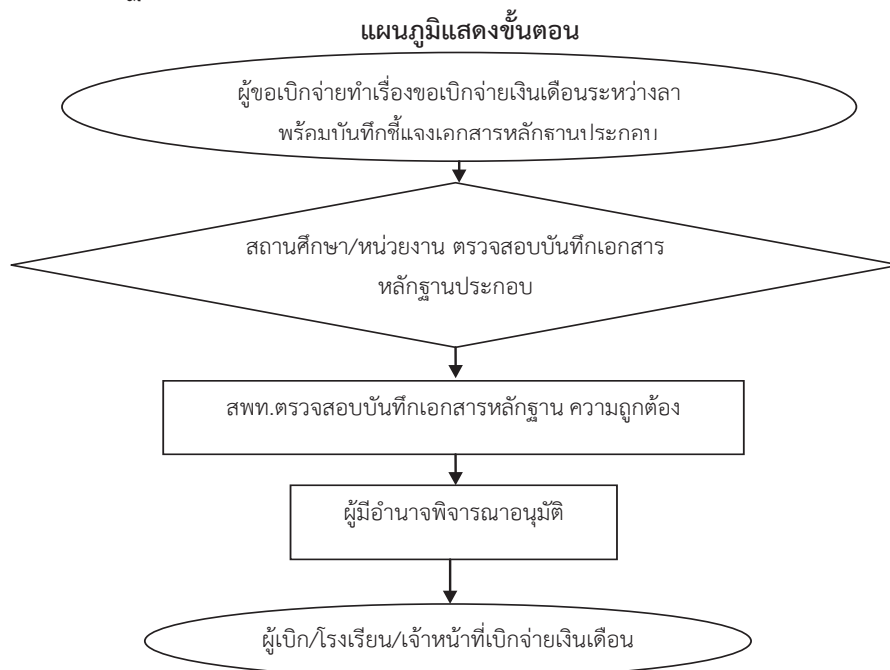 แผนภูมิแสดงขั้นตอน
ผู้ขอเบิกจ่ายทำเรื่องขอเบิกจ่ายเงินเดือนระหว่างลา
พร้อมบันทึกชี้แจงเอกสารหลักฐานประกอบ
สถานศึกษา/หน่วยงาน ตรวจสอบบันทึกเอกสาร
หลักฐานประกอบ
สพท.ตรวจสอบบันทึกเอกสารหลักฐาน ความถูกต้อง
ผู้มีอำนาจพิจารณาอนุมัติ
ผู้เบิก/โรงเรียน/เจ้าหน้าที่เบิกจ่ายเงินเดือน